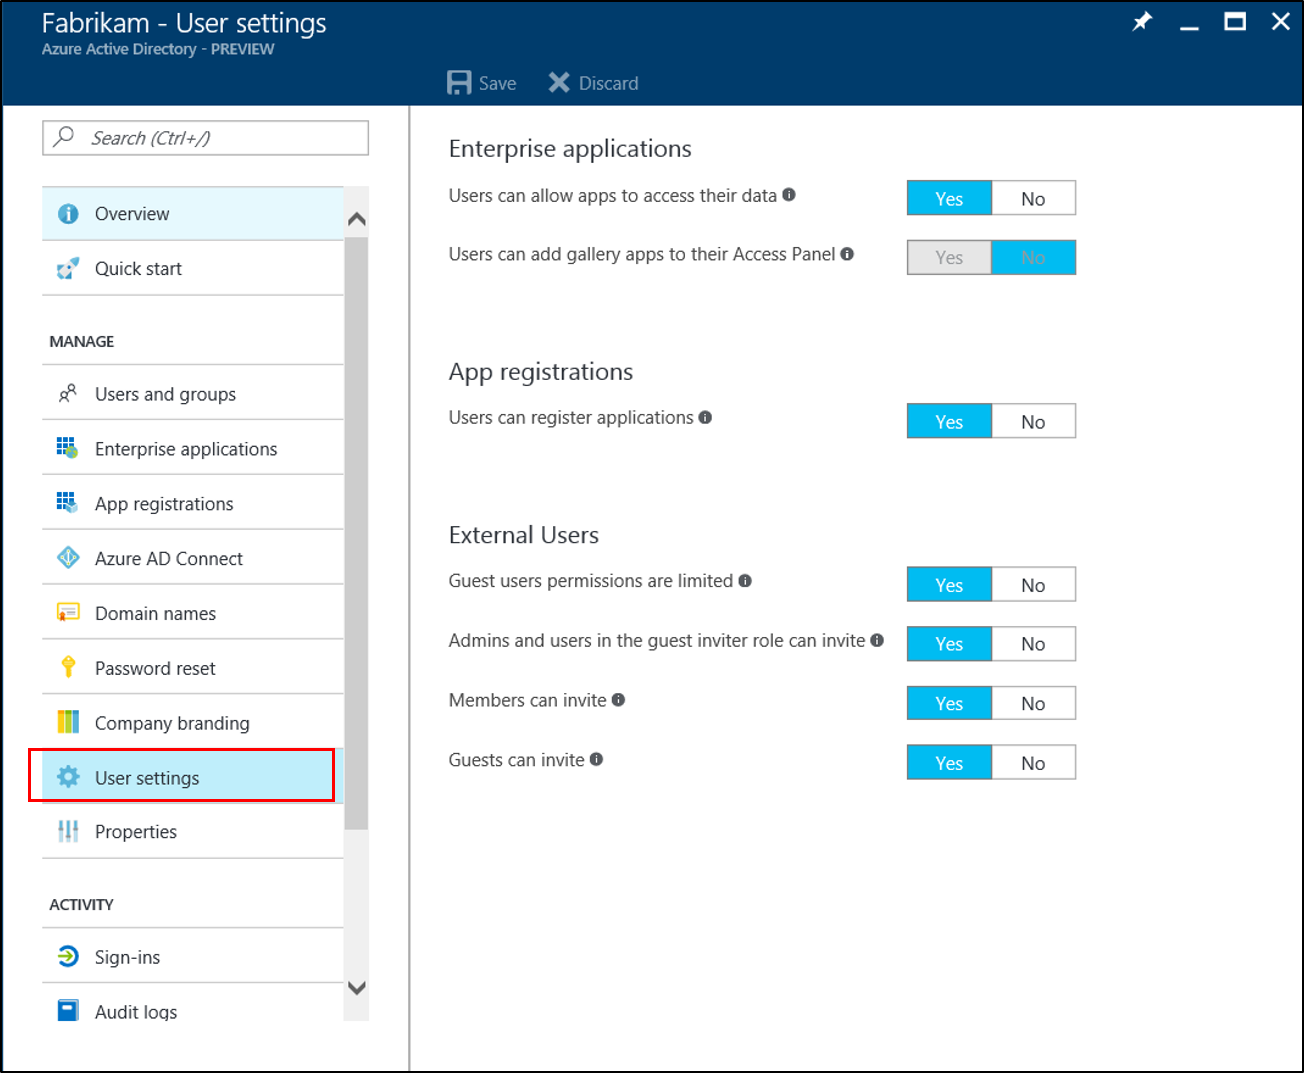 Fabrikam - User settings
Azure Active Directory - PREVIEW
Save
Discard
Search (Ctrl+/)
Overview
Quick start
MANAGE
Users and groups
Enterprise applications
App registrations
Azure AD Connect
Domain names
Password reset
Company branding
User settings
Properties
ACTIVITY
Sign-ins
Audit logs
Enterprise applications
Users can allow apps to access their data Yes No
Users can add gallery apps to their Access Panel Yes No
App registrations
Users can register applications Yes No
External Users
Guest users permissions are limited Yes No
Admins and users in the guest inviter role can invite Yes No
Members can invite Yes No
Guests can invite Yes No